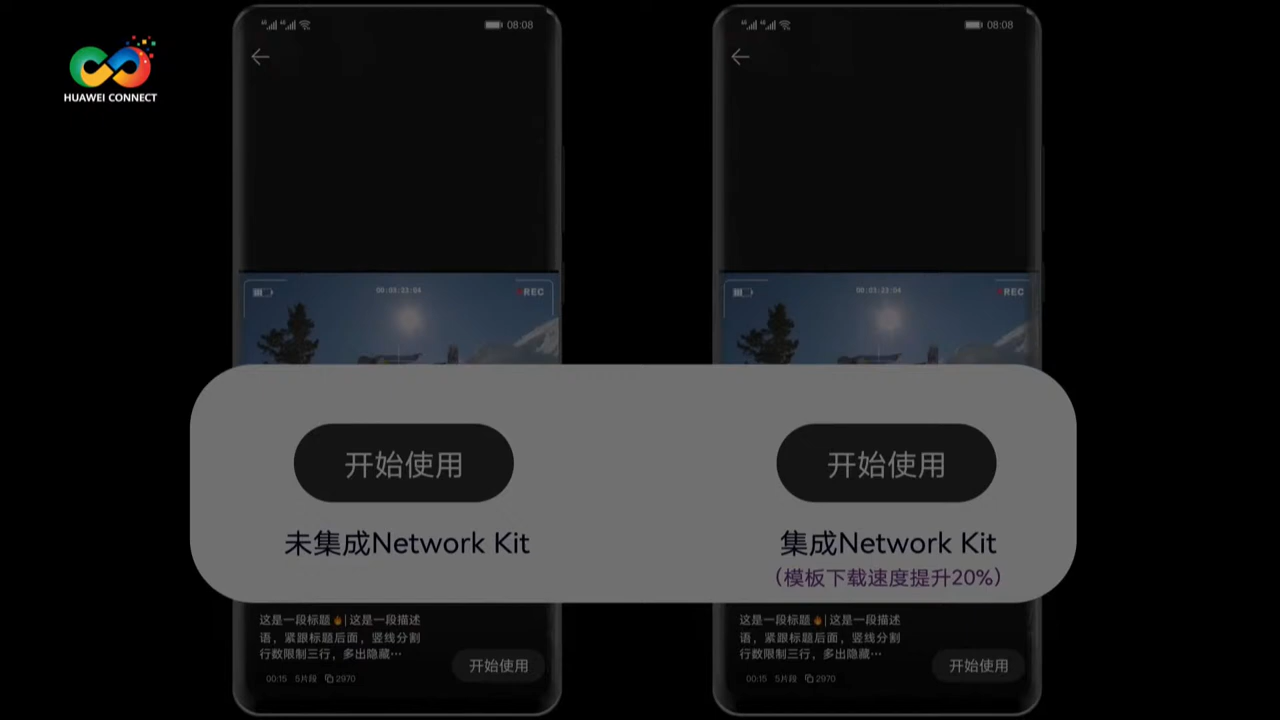 08:08
08:08
HUAWEI CONNECT
00:03:23:04
REC
00:03:23:04
REC
开始使用
开始使用
未集成Network Kit
集成Network Kit
（模板下载速度提升20%）
这是一段标题🔥| 这是一段描述
语，紧跟标题后面，竖线分割
行数限制三行，多出隐藏…
开始使用
00:15 5片段 2970
这是一段标题🔥| 这是一段描述
语，紧跟标题后面，竖线分割
行数限制三行，多出隐藏…
开始使用
00:15 5片段 2970